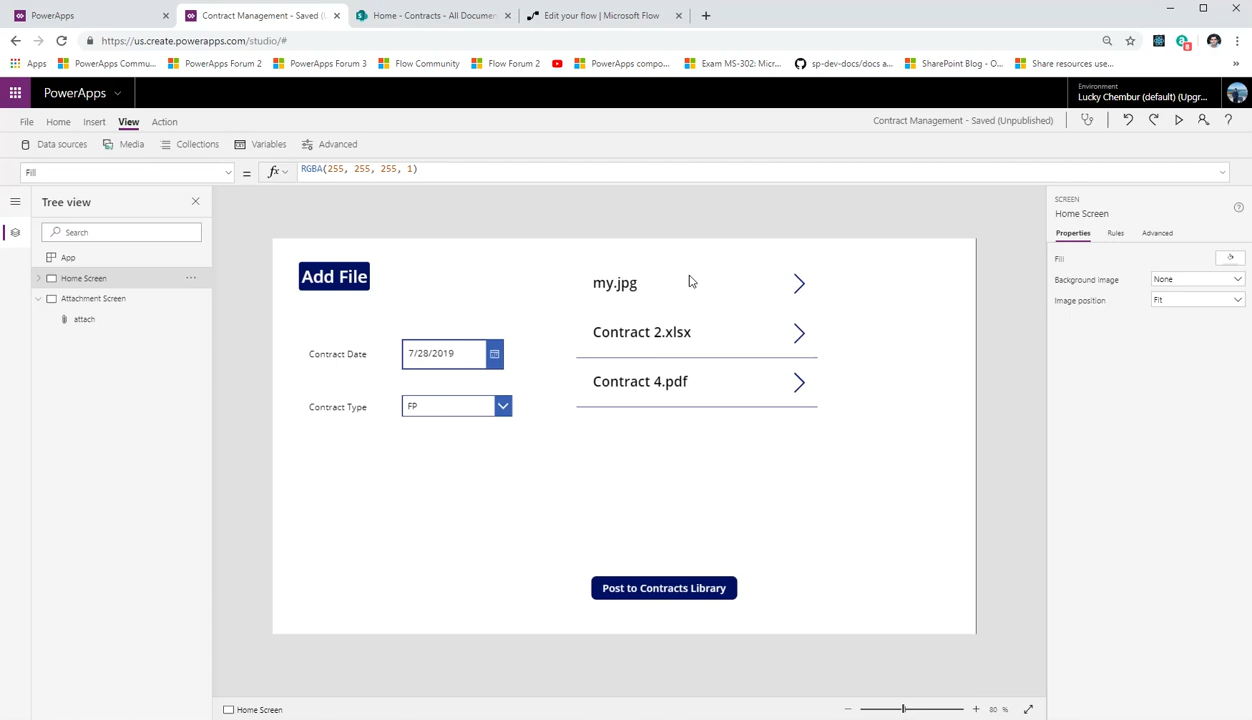 PowerApps
Contract Management - Saved (U
Home - Contracts - All Documen
Edit your flow | Microsoft Flow
https://us.create.powerapps.com/studio/#
8
Apps
PowerApps Commu...
PowerApps Forum 2
PowerApps Forum 3
Flow Community
Flow Forum 2
PowerApps compo...
Exam MS-302: Micr...
sp-dev-docs/docs a...
SharePoint Blog - O...
Share resources use...
PowerApps
Environment
Lucky Chembur (default) (Upgr...
File
Home
Insert
View
Action
Contract Management - Saved (Unpublished)
Data sources
Media
Collections
Variables
Advanced
Fill
=
fx
RGBA(255, 255, 255, 1)
Tree view
Search
App
Home Screen
Attachment Screen
attach
Add File
Contract Date
7/28/2019
Contract Type
FP
my.jpg
Contract 2.xlsx
Contract 4.pdf
Post to Contracts Library
SCREEN
Home Screen
Properties
Rules
Advanced
Fill
Background image
None
Image position
Fit
Home Screen
80 %